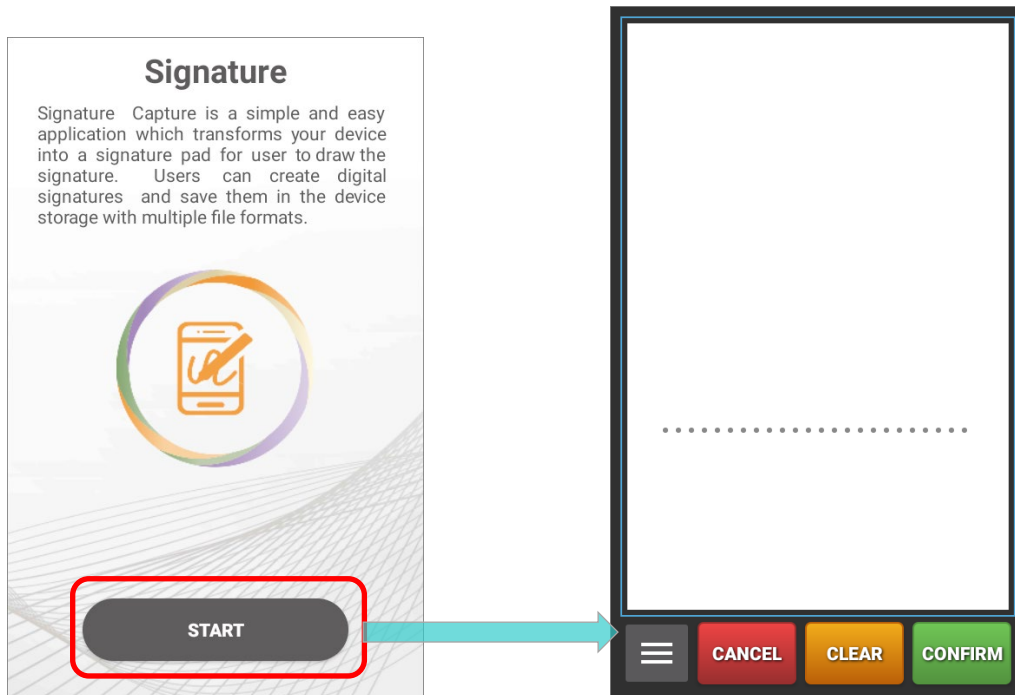 Signature
Signature Capture is a simple and easy
application which transforms your device
into a signature pad for user to draw the
signature. Users can create digital
signatures and save them in the device
storage with multiple file formats.
START
CANCEL
CLEAR
CONFIRM